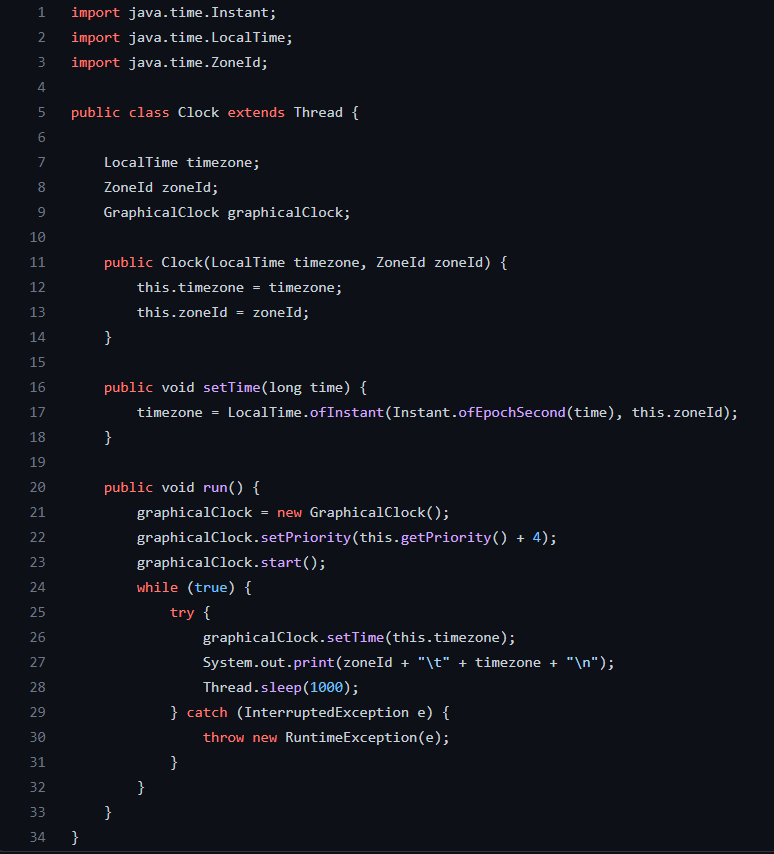 1 import java.time.Instant;
2 import java.time.LocalTime;
3 import java.time.ZoneId;
4
5 public class Clock extends Thread {
6
7     LocalTime timezone;
8     ZoneId zoneId;
9     GraphicalClock graphicalClock;
10
11     public Clock(LocalTime timezone, ZoneId zoneId) {
12         this.timezone = timezone;
13         this.zoneId = zoneId;
14     }
15
16     public void setTime(long time) {
17         timezone = LocalTime.ofInstant(Instant.ofEpochSecond(time), this.zoneId);
18     }
19
20     public void run() {
21         graphicalClock = new GraphicalClock();
22         graphicalClock.setPriority(this.getPriority() + 4);
23         graphicalClock.start();
24         while (true) {
25             try {
26                 graphicalClock.setTime(this.timezone);
27                 System.out.print(zoneId + "\t" + timezone + "\n");
28                 Thread.sleep(1000);
29             } catch (InterruptedException e) {
30                 throw new RuntimeException(e);
31             }
32         }
33     }
34 }